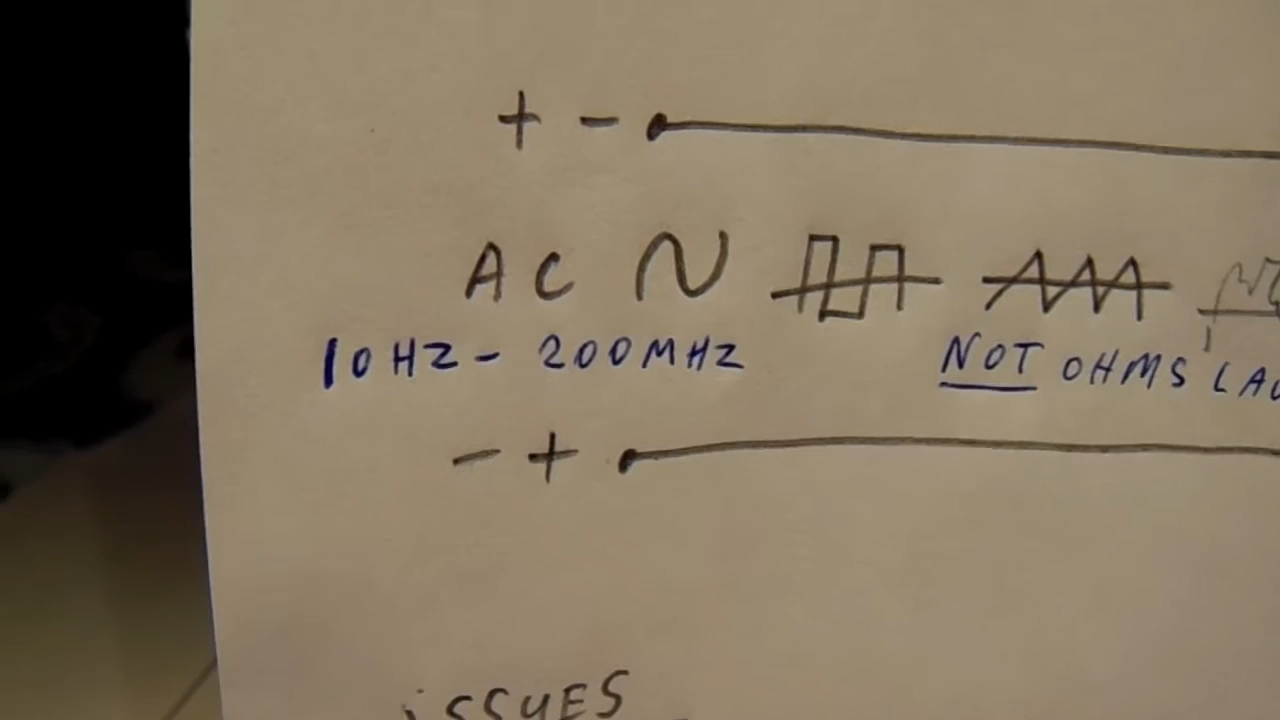 + -
AC
10HZ - 200MHZ
NOT OHMS
- +
ISSUES